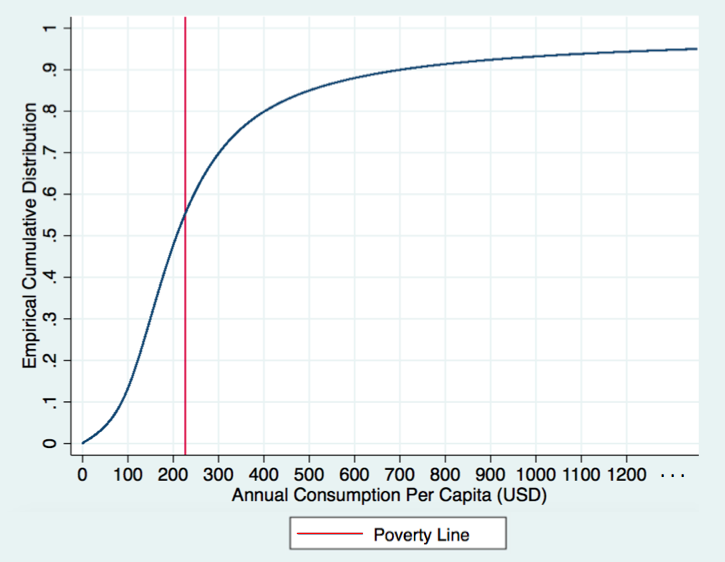 Empirical Cumulative Distribution
1
.9
.8
.7
.6
.5
.4
.3
.2
.1
0
0 100 200 300 400 500 600 700 800 900 1000 1100 1200 ...
Annual Consumption Per Capita (USD)
Poverty Line